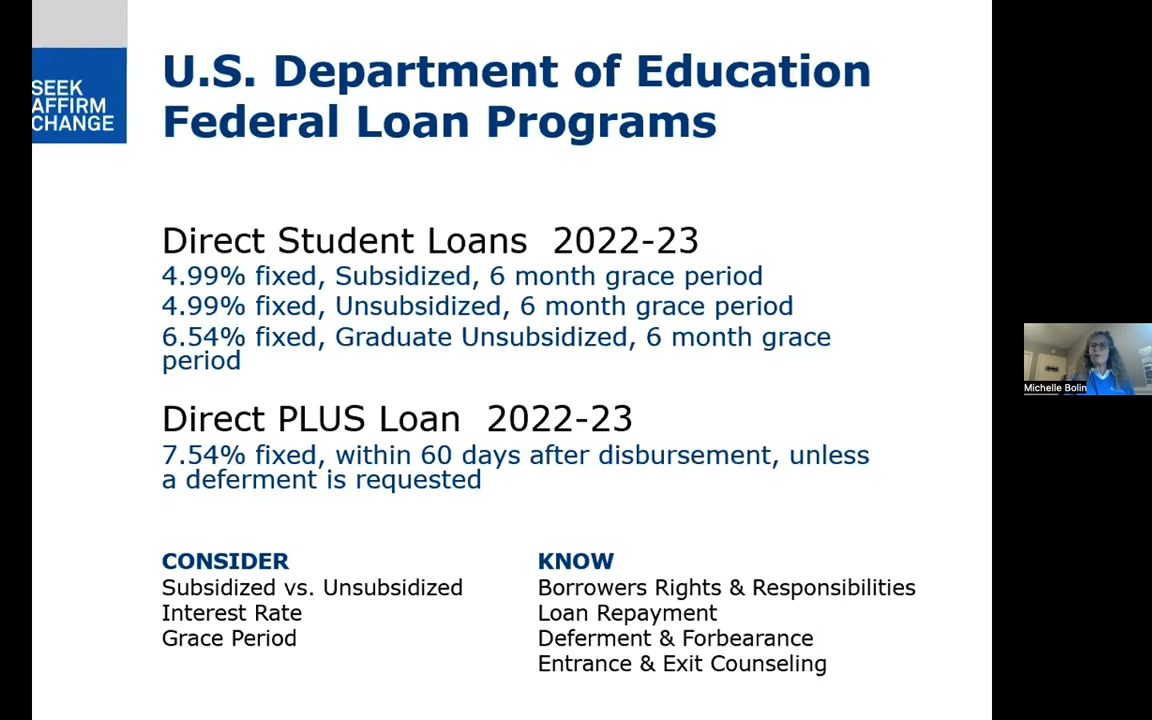 SEEK
AFFIRM
CHANGE
U.S. Department of Education
Federal Loan Programs
Direct Student Loans 2022-23
4.99% fixed, Subsidized, 6 month grace period
4.99% fixed, Unsubsidized, 6 month grace period
6.54% fixed, Graduate Unsubsidized, 6 month grace
period
Direct PLUS Loan 2022-23
7.54% fixed, within 60 days after disbursement, unless
a deferment is requested
CONSIDER
Subsidized vs. Unsubsidized
Interest Rate
Grace Period
KNOW
Borrowers Rights & Responsibilities
Loan Repayment
Deferment & Forbearance
Entrance & Exit Counseling
Michelle Bolin